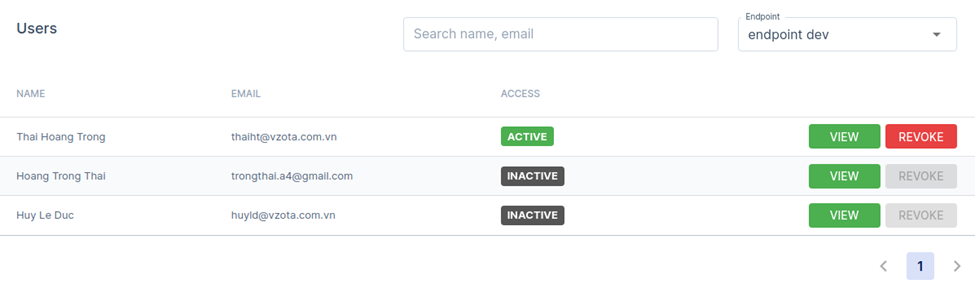 Users
Search name, email
Endpoint
endpoint dev
NAME EMAIL ACCESS
Thai Hoang Trong thaiht@vzota.com.vn ACTIVE VIEW REVOKE
Hoang Trong Thai trongthai.a4@gmail.com INACTIVE VIEW REVOKE
Huy Le Duc huyld@vzota.com.vn INACTIVE VIEW REVOKE
1